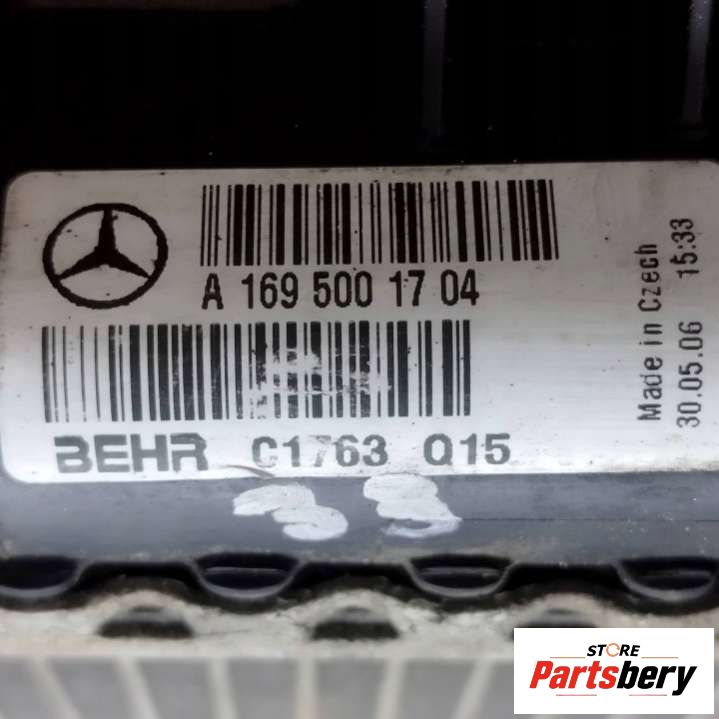 A 169 500 17 04
BEHR C1763 Q15
Made in Czech
30.05.06 15:33
STORE
Partsbery